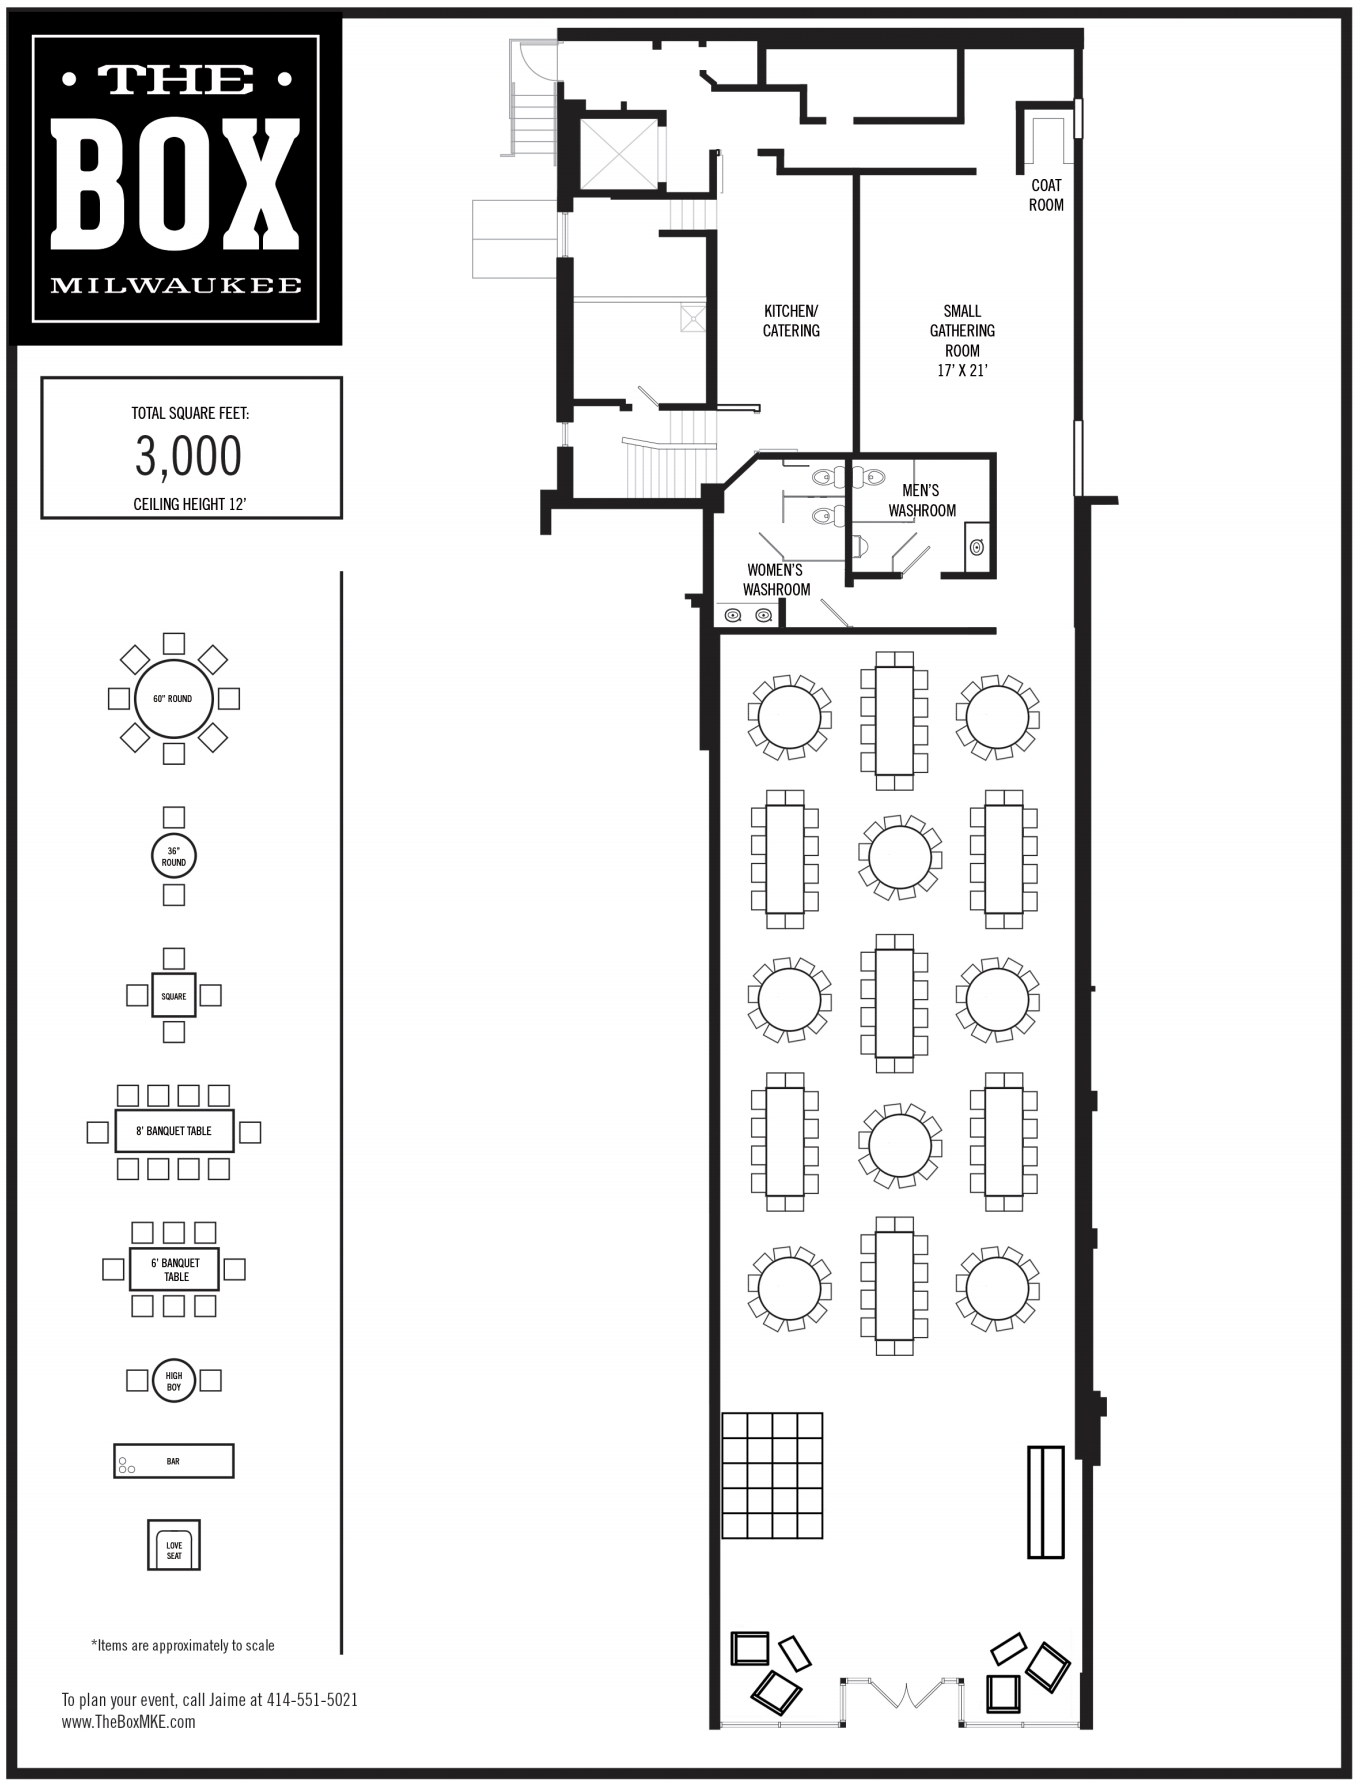 • THE •
BOX
MILWAUKEE
TOTAL SQUARE FEET:
3,000
CEILING HEIGHT 12'
60" ROUND
36"
ROUND
SQUARE
8' BANQUET TABLE
6' BANQUET
TABLE
HIGH
BOY
BAR
LOVE
SEAT
*Items are approximately to scale
To plan your event, call Jaime at 414-551-5021
www.TheBoxMKE.com
COAT
ROOM
KITCHEN/
CATERING
SMALL
GATHERING
ROOM
17' X 21'
MEN'S
WASHROOM
WOMEN'S
WASHROOM